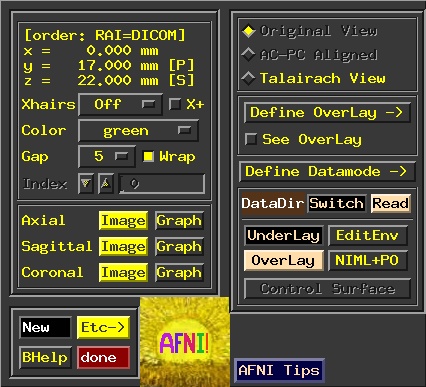 [order: RAI=DICOM]
x = 0.000 mm
y = 17.000 mm [P]
z = 22.000 mm [S]
Xhairs Off X+
Color green
Gap 5 Wrap
Index 0
Axial Image Graph
Sagittal Image Graph
Coronal Image Graph
New Etc->
BHelp done
AFNI!
Original View
AC-PC Aligned
Talairach View
Define OverLay ->
See OverLay
Define Datamode ->
DataDir Switch Read
UnderLay EditEnv
OverLay NIML+PO
Control Surface
AFNI Tips